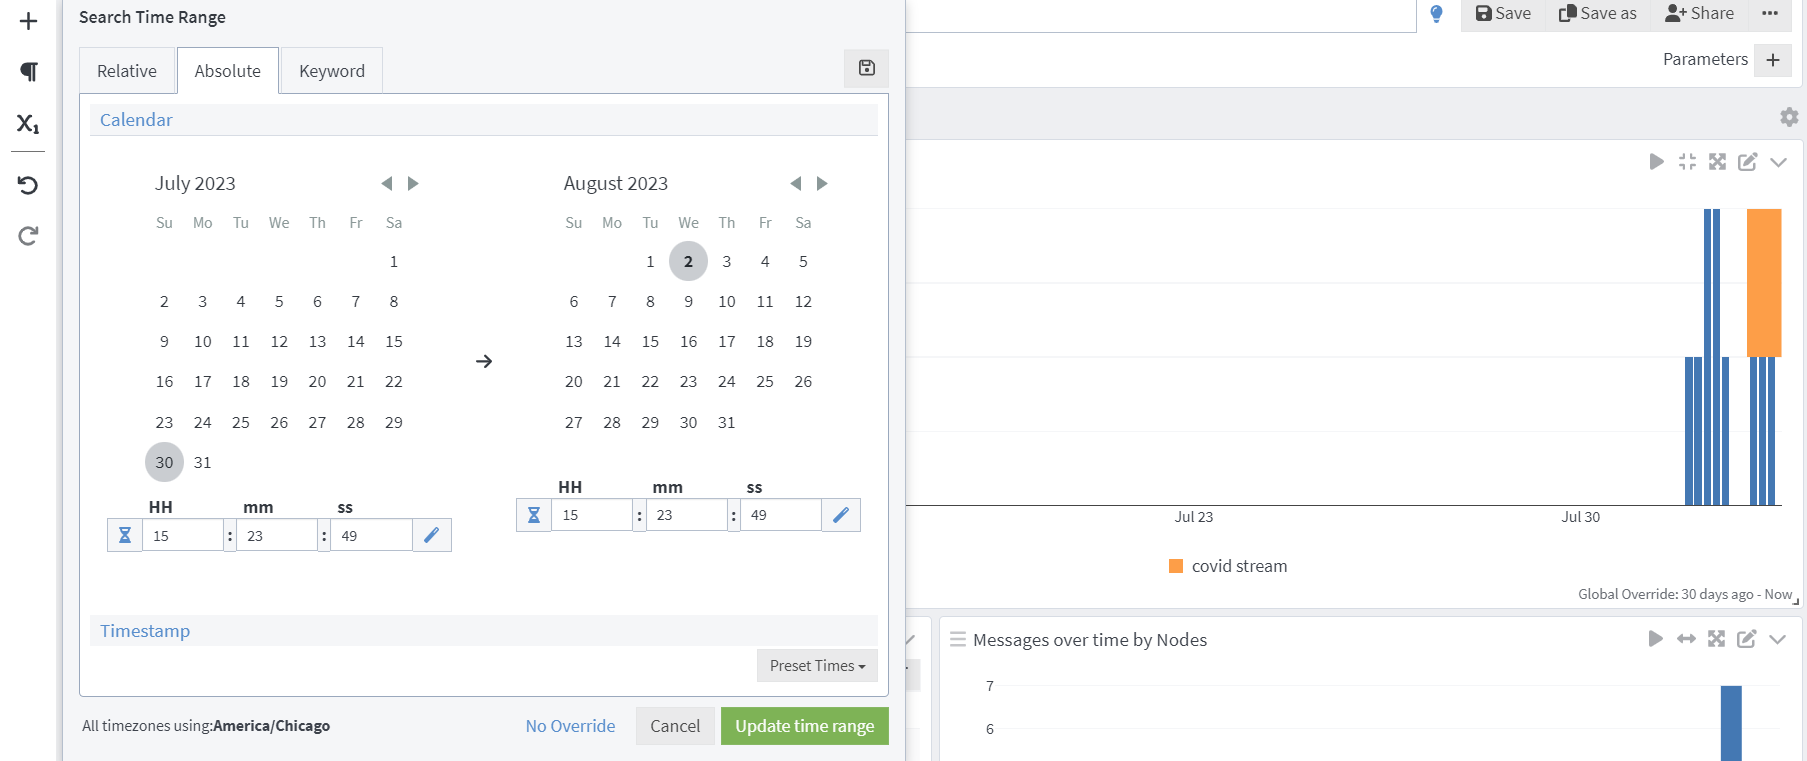 Search Time Range
Save
Save as
Share
Relative
Absolute
Keyword
Parameters
Calendar
July 2023
Su Mo Tu We Th Fr Sa
1
2 3 4 5 6 7 8
9 10 11 12 13 14 15
16 17 18 19 20 21 22
23 24 25 26 27 28 29
30 31
HH mm ss
15 : 23 : 49
August 2023
Su Mo Tu We Th Fr Sa
1 2 3 4 5
6 7 8 9 10 11 12
13 14 15 16 17 18 19
20 21 22 23 24 25 26
27 28 29 30 31
HH mm ss
15 : 23 : 49
Timestamp
Preset Times
All timezones using:America/Chicago
No Override
Cancel
Update time range
Jul 23
Jul 30
covid stream
Global Override: 30 days ago - Now
Messages over time by Nodes
7
6